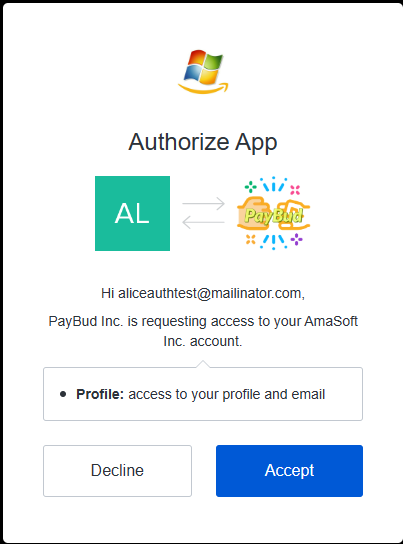 Authorize App
AL
PayBud
Hi aliceauthtest@mailinator.com,
PayBud Inc. is requesting access to your AmaSoft
Inc. account.
• Profile: access to your profile and email
Decline
Accept